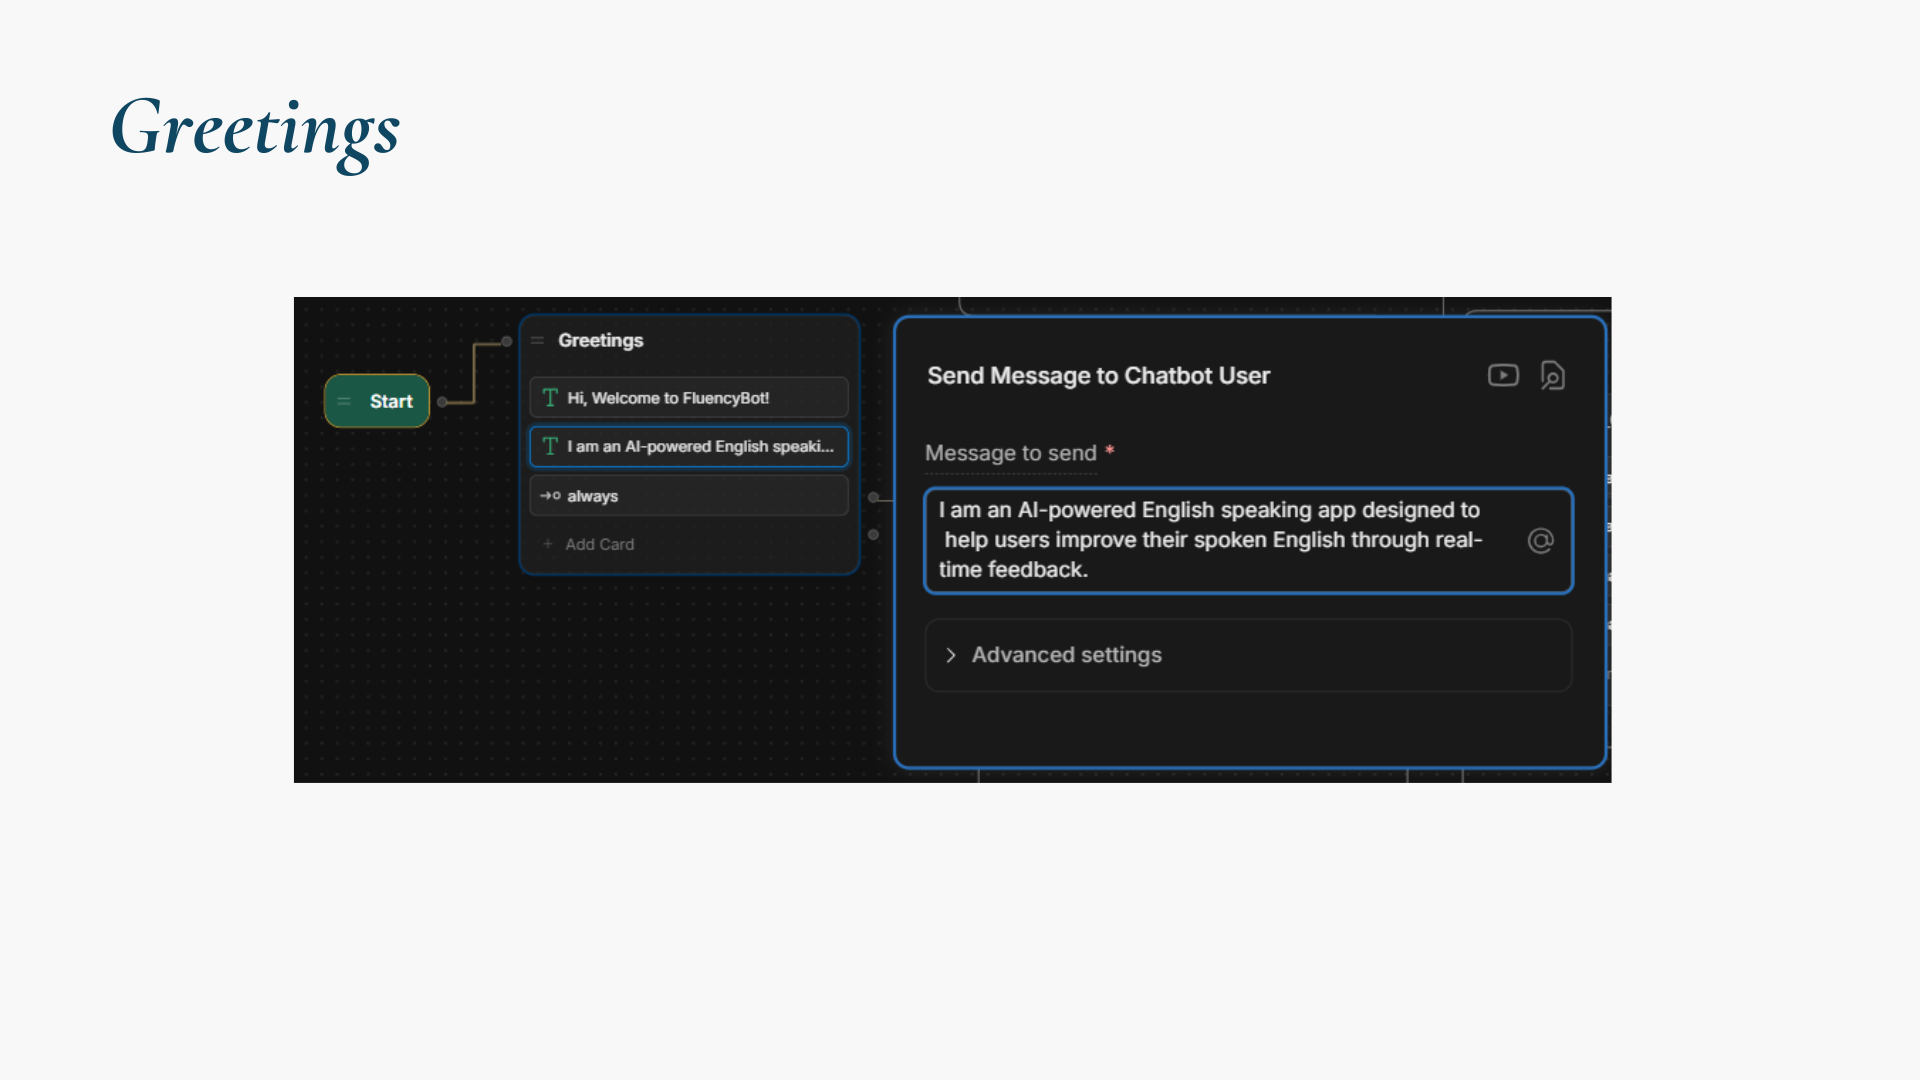 Greetings
Start
Greetings
Hi, Welcome to FluencyBot!
I am an AI-powered English speaki...
always
+ Add Card
Send Message to Chatbot User
Message to send *
I am an AI-powered English speaking app designed to
help users improve their spoken English through real-
time feedback.
@
Advanced settings